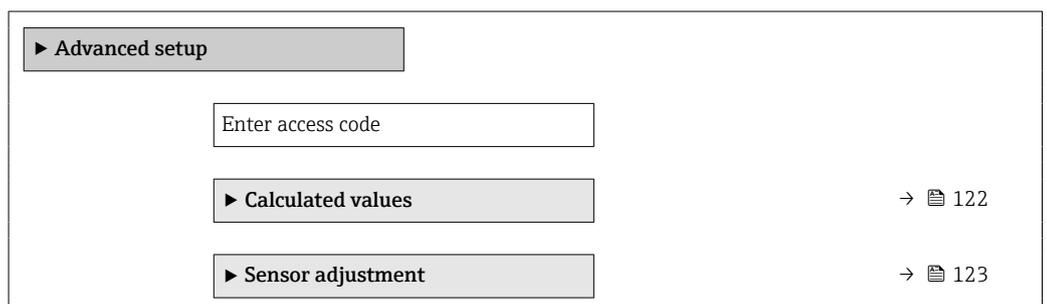 ▶ Advanced setup
Enter access code
▶ Calculated values → 🖹 122
▶ Sensor adjustment → 🖹 123